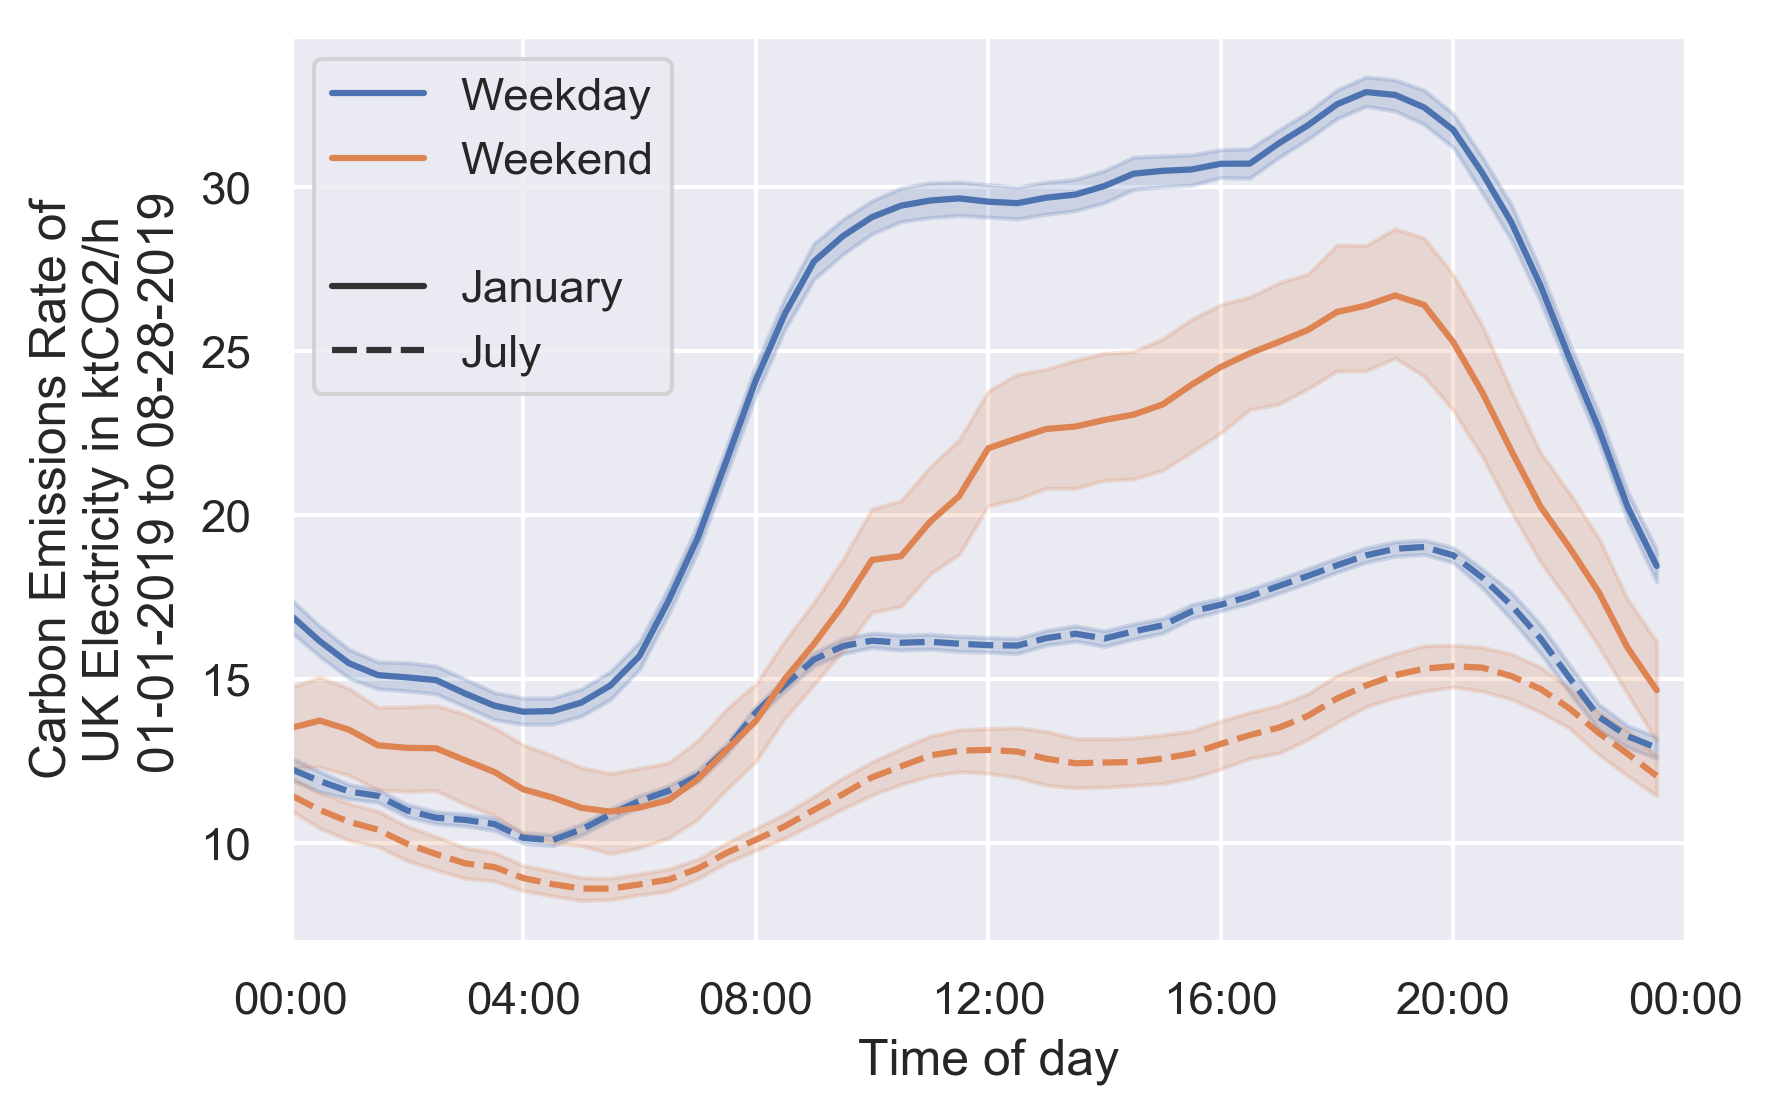 Weekday
Weekend
January
July
Carbon Emissions Rate of
UK Electricity in ktCO2/h
01-01-2019 to 08-28-2019
30
25
20
15
10
00:00
04:00
08:00
12:00
16:00
20:00
00:00
Time of day